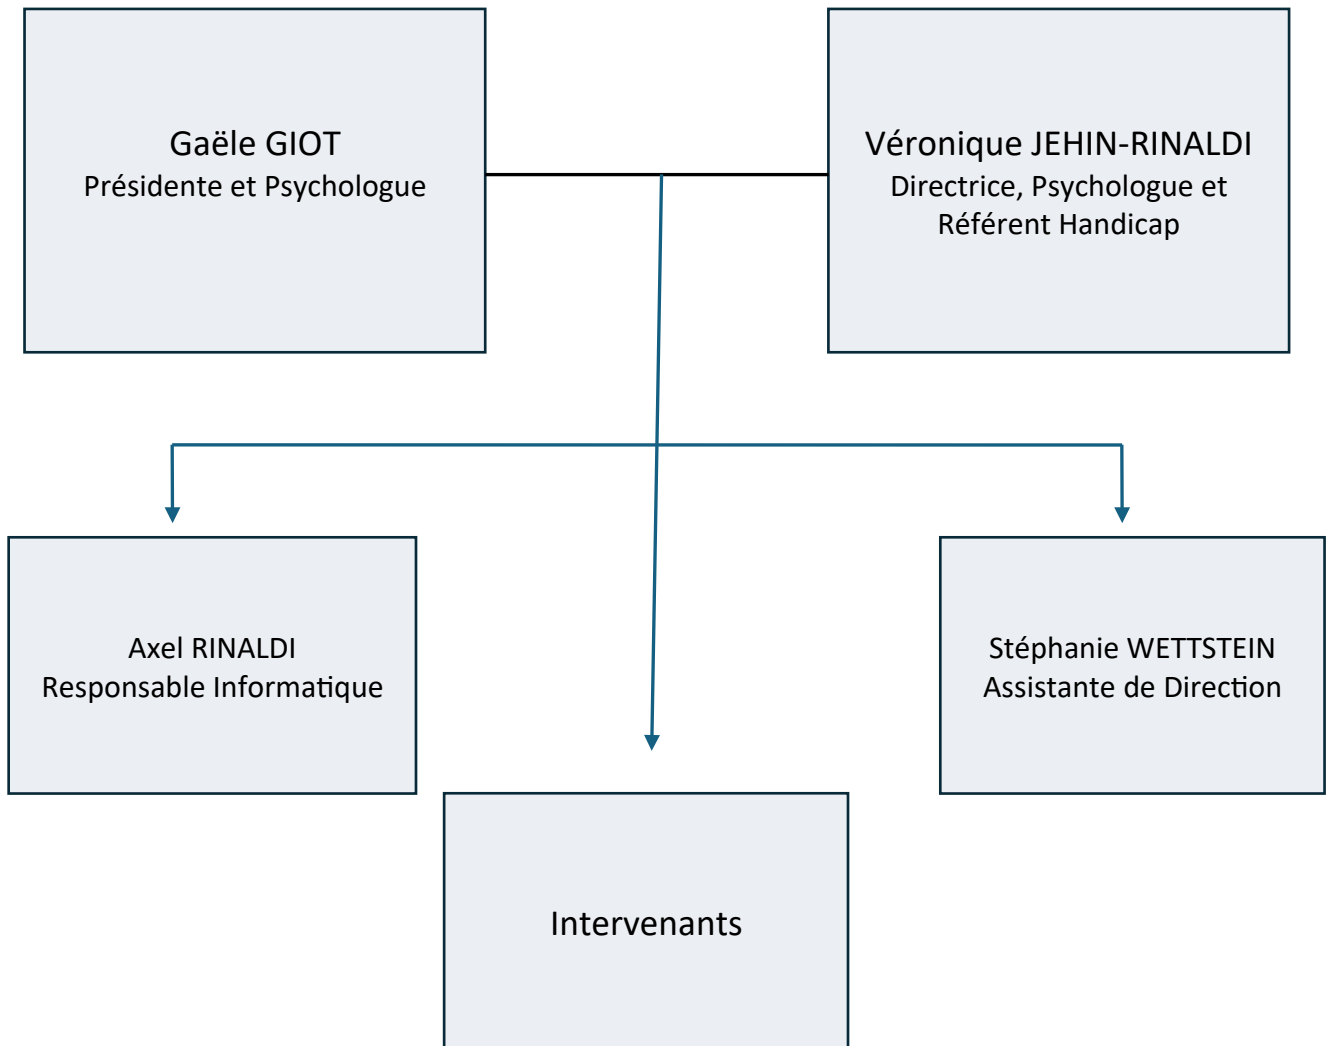 Gaële GIOT
Présidente et Psychologue
Véronique JEHIN-RINALDI
Directrice, Psychologue et
Référent Handicap
Axel RINALDI
Responsable Informatique
Stéphanie WETTSTEIN
Assistante de Direction
Intervenants